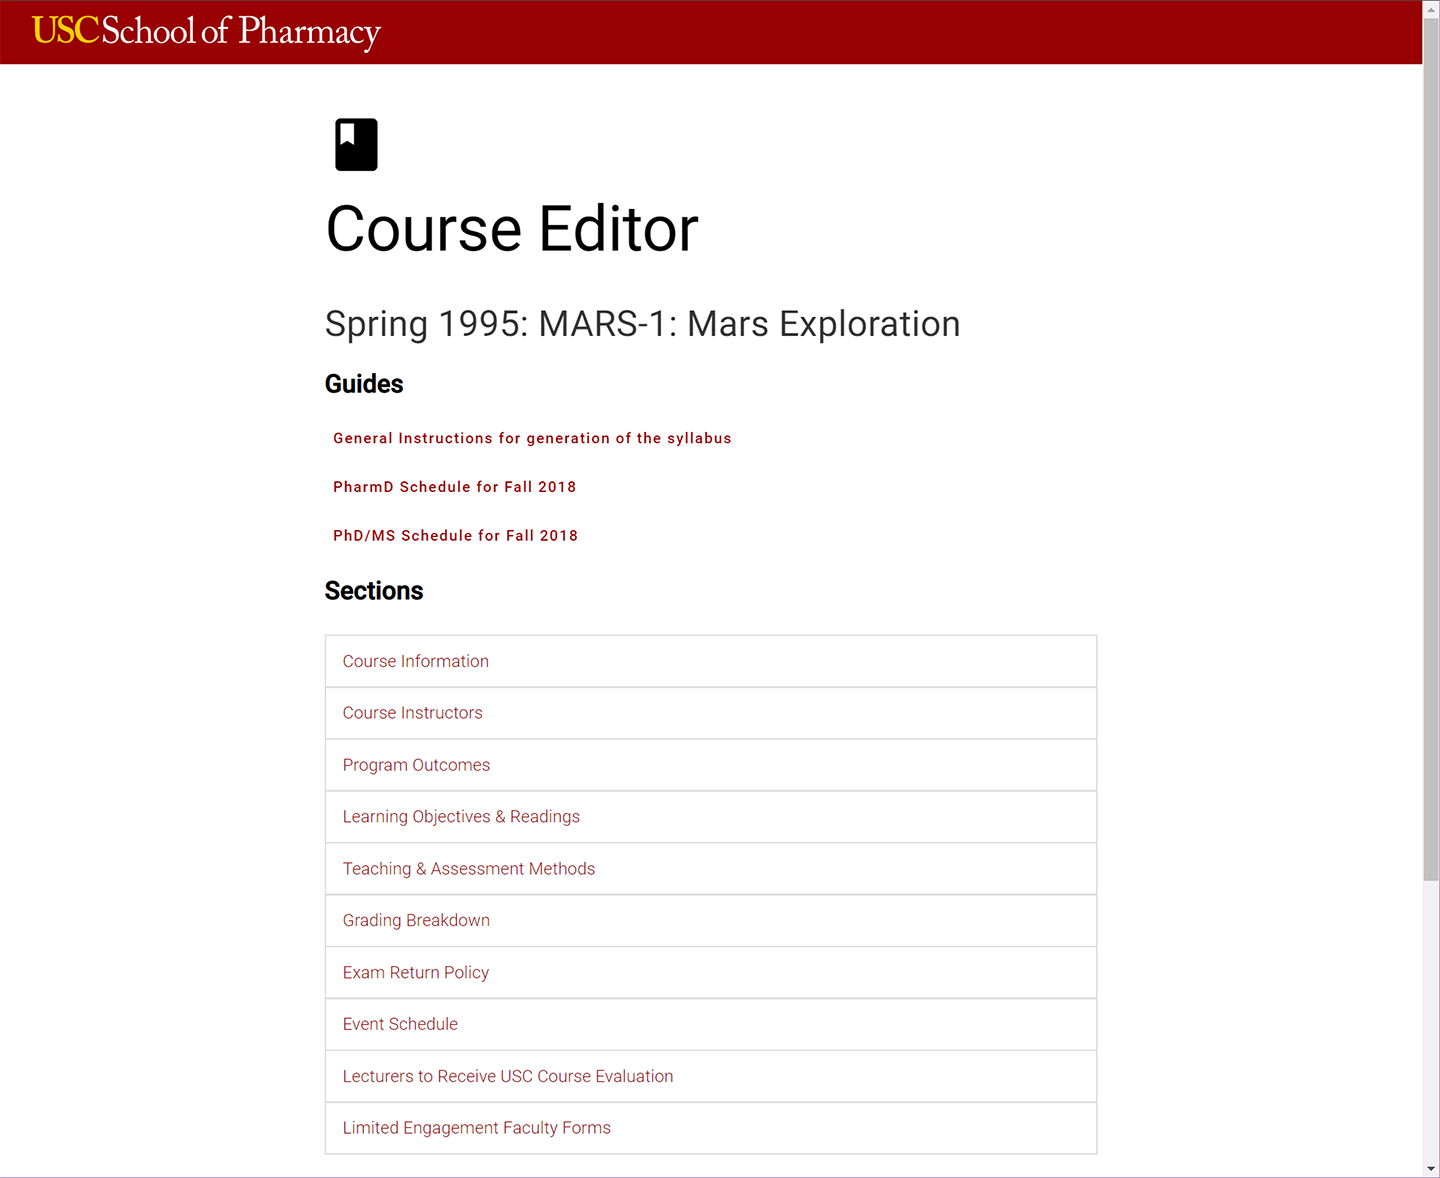 USC School of Pharmacy
Course Editor
Spring 1995: MARS-1: Mars Exploration
Guides
General Instructions for generation of the syllabus
PharmD Schedule for Fall 2018
PhD/MS Schedule for Fall 2018
Sections
Course Information
Course Instructors
Program Outcomes
Learning Objectives & Readings
Teaching & Assessment Methods
Grading Breakdown
Exam Return Policy
Event Schedule
Lecturers to Receive USC Course Evaluation
Limited Engagement Faculty Forms